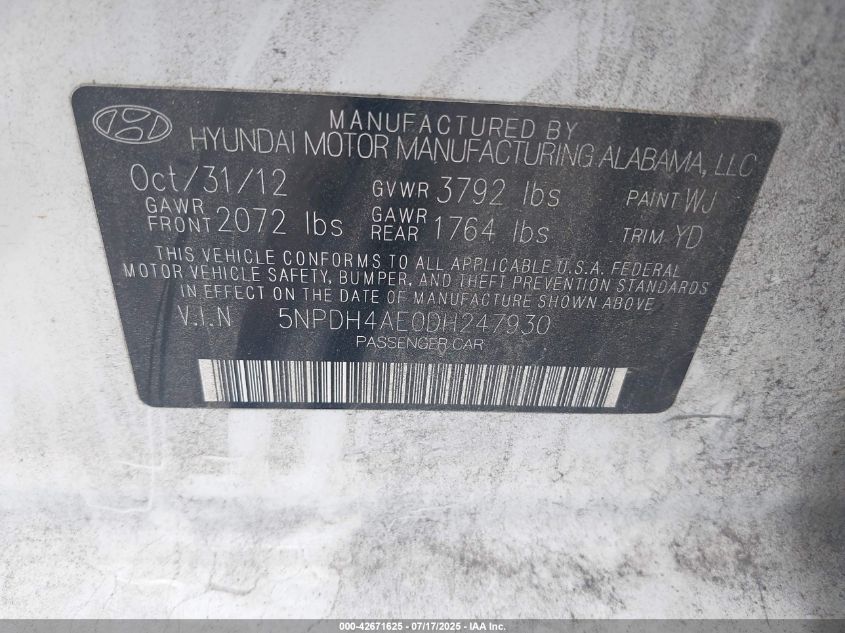 MANUFACTURED BY
HYUNDAI MOTOR MANUFACTURING ALABAMA, LLC
Oct/31/12 GVWR 3792 lbs PAINT WJ
GAWR FRONT 2072 lbs GAWR REAR 1764 lbs TRIM YD
THIS VEHICLE CONFORMS TO ALL APPLICABLE U.S.A. FEDERAL
MOTOR VEHICLE SAFETY, BUMPER, AND THEFT PREVENTION STANDARDS
IN EFFECT ON THE DATE OF MANUFACTURE SHOWN ABOVE.
V.I.N 5NPDH4AE0DH247930
PASSENGER CAR
000-42671625 - 07/17/2025 - IAA Inc.